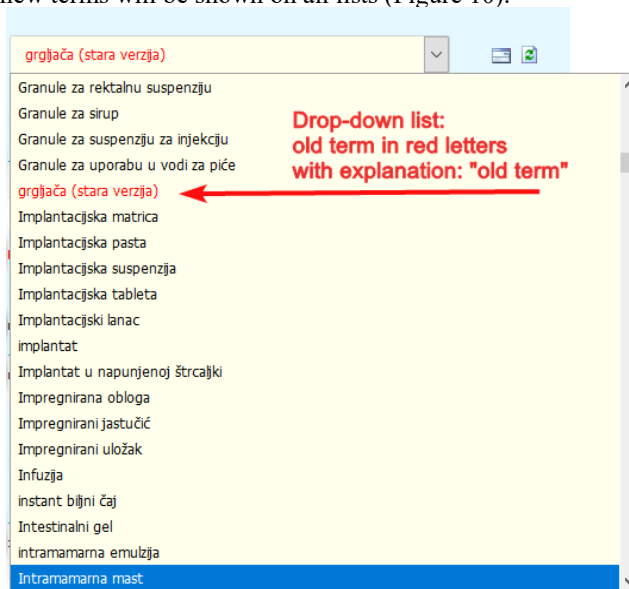 new terms will be shown on all lists (Figure 10).
grgljača (stara verzija)
Granule za rektalnu suspenziju
Granule za sirup
Granule za suspenziju za injekciju
Granule za uporabu u vodi za piće
grgljača (stara verzija)
Drop-down list:
old term in red letters
with explanation: "old term"
Implantacijska matrica
Implantacijska pasta
Implantacijska suspenzija
Implantacijska tableta
Implantacijski lanac
implantat
Implantat u napunjenoj štrcaljki
Impregnirana obloga
Impregnirani jastučić
Impregnirani uložak
Infuzija
instant biljni čaj
Intestinalni gel
intramamarna emulzija
Intramamarna mast